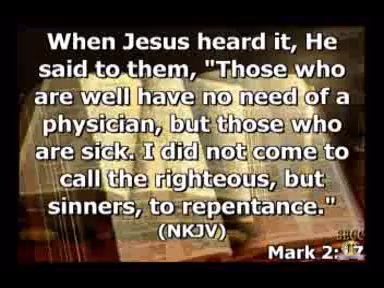 When Jesus heard it, He
said to them, "Those who
are well have no need of a
physician, but those who
are sick. I did not come to
call the righteous, but
sinners, to repentance."
(NKJV)
Mark 2:17